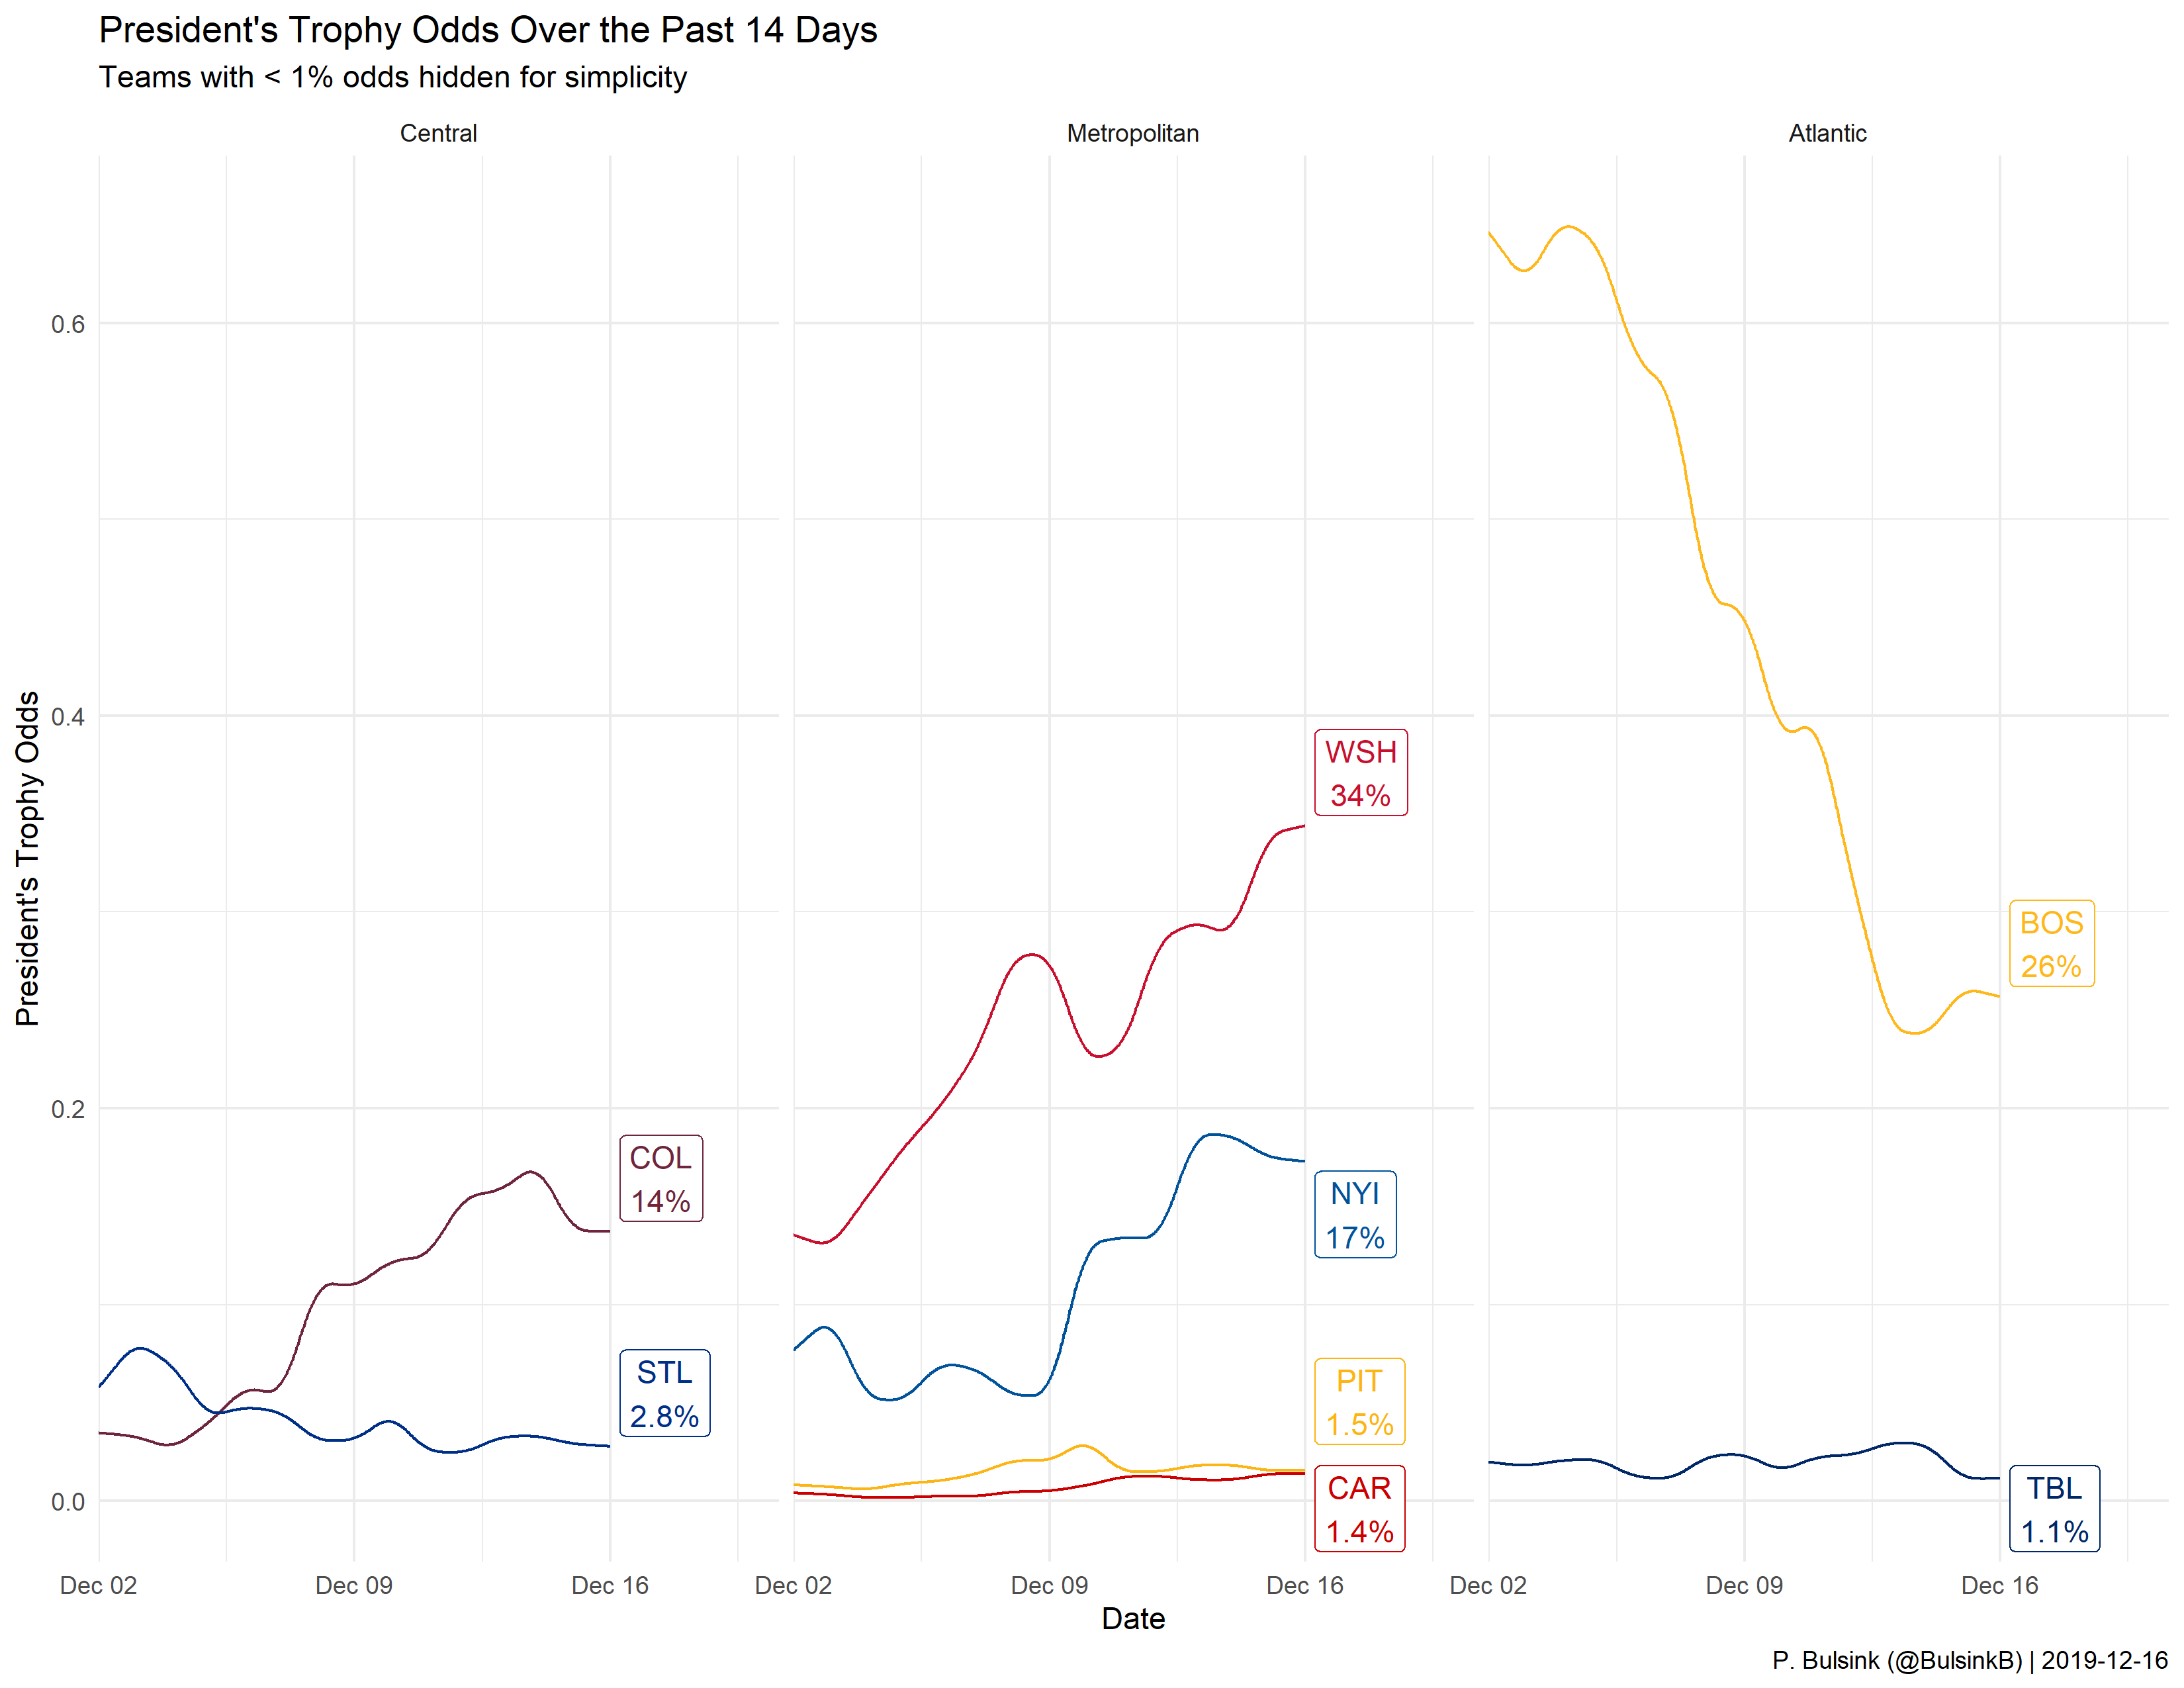 President's Trophy Odds Over the Past 14 Days
Teams with < 1% odds hidden for simplicity
Central
Metropolitan
Atlantic
President's Trophy Odds
0.6
0.4
0.2
0.0
COL
14%
STL
2.8%
WSH
34%
NYI
17%
PIT
1.5%
CAR
1.4%
BOS
26%
TBL
1.1%
Dec 02
Dec 09
Dec 16
Dec 02
Dec 09
Dec 16
Dec 02
Dec 09
Dec 16
Date
P. Bulsink (@BulsinkB) | 2019-12-16